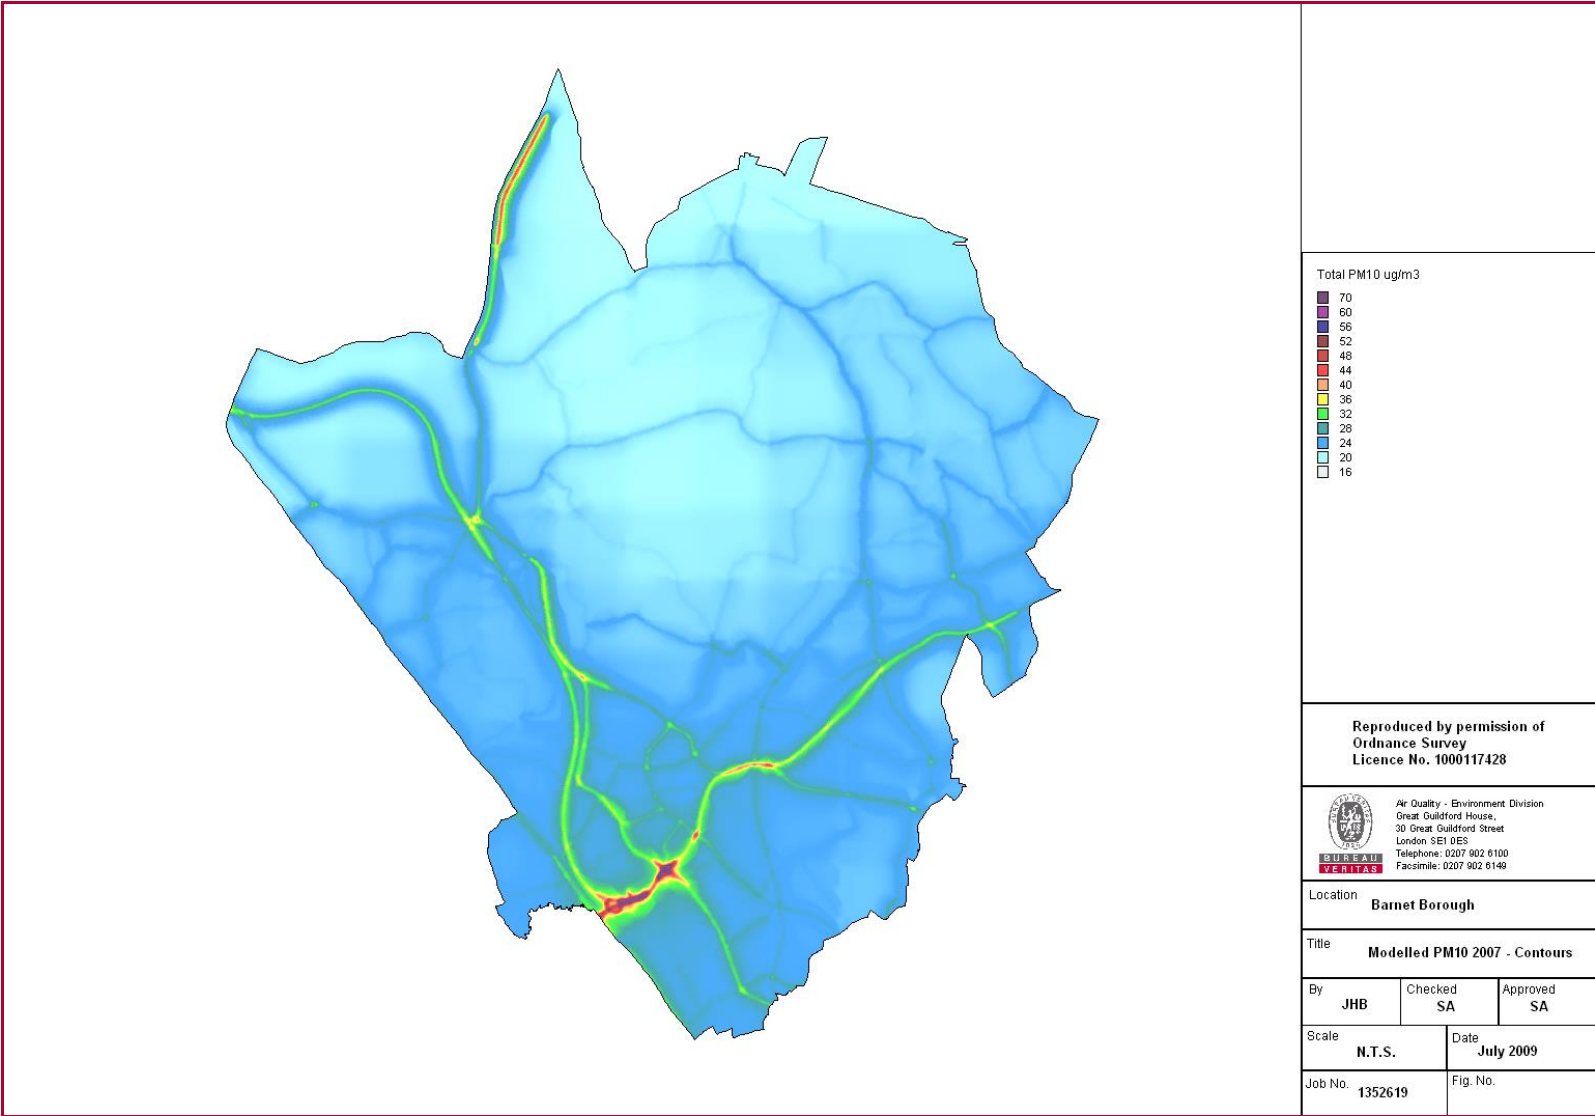 Total PM10 ug/m3
70
60
56
52
48
44
40
36
32
28
24
20
16
Reproduced by permission of
Ordnance Survey
Licence No. 1000117428
BUREAU
VERITAS
Air Quality - Environment Division
Great Guildford House,
30 Great Guildford Street
London SE1 0ES
Telephone: 0207 902 6100
Facsimile: 0207 902 6149
Location
Barnet Borough
Title
Modelled PM10 2007 - Contours
By
JHB
Checked
SA
Approved
SA
Scale
N.T.S.
Date
July 2009
Job No.
1352619
Fig. No.